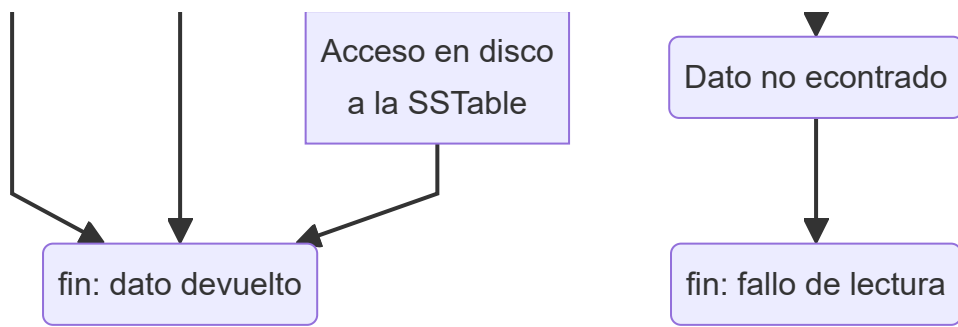 Acceso en disco
a la SSTable
Dato no econtrado
fin: dato devuelto
fin: fallo de lectura